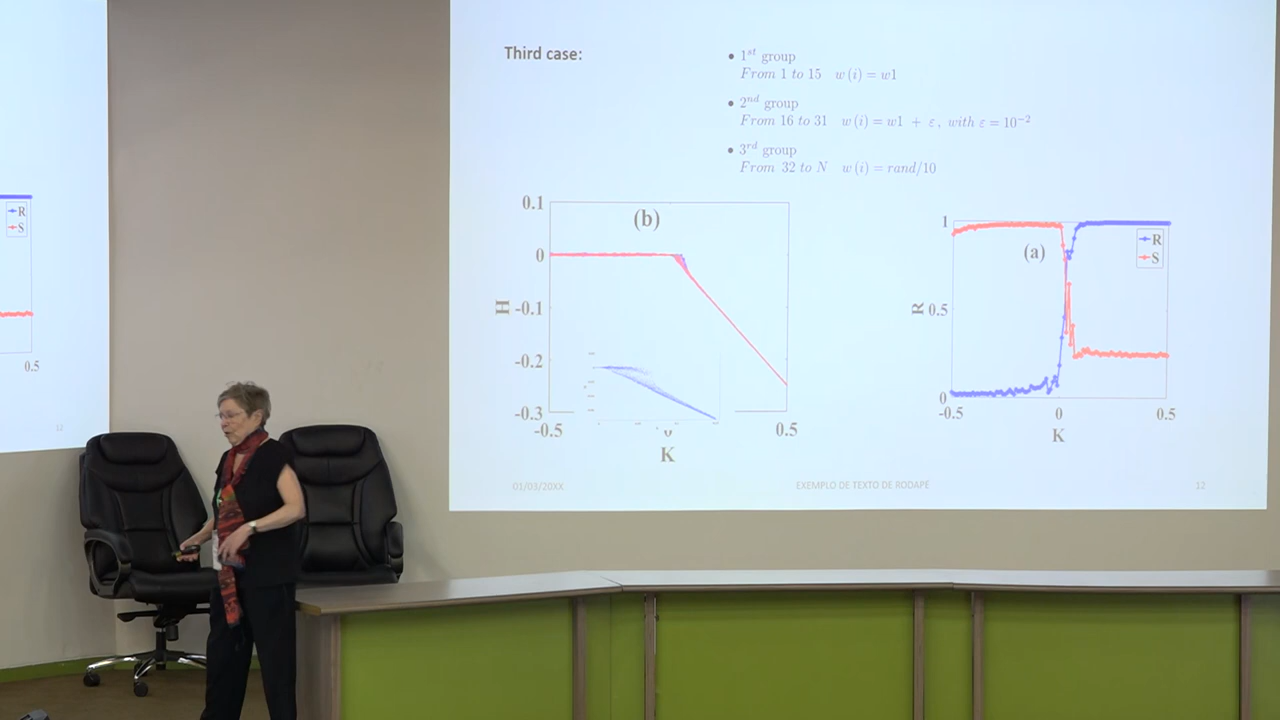 Third case:
• 1st group
From 1 to 15 w(i) = w1
• 2nd group
From 16 to 31 w(i) = w1 + ε, with ε = 10−2
• 3rd group
From 32 to N w(i) = rand/10
R
S
0.5
12
0.1
0
-0.1
-0.2
-0.3
H
(b)
-0.5
0
0.5
K
1
0.5
0
R
(a)
R
S
-0.5
0
0.5
K
01/03/20XX
EXEMPLO DE TEXTO DE RODAPÉ
12